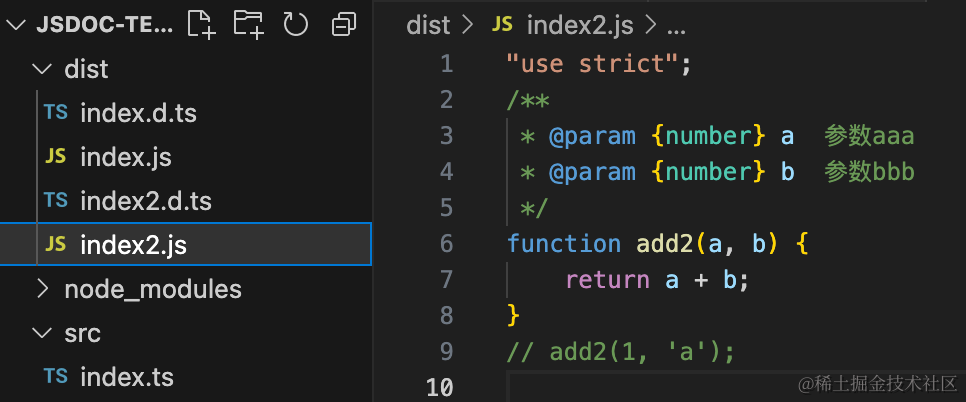 JSDOC-TE...
dist
TS index.d.ts
JS index.js
TS index2.d.ts
JS index2.js
node_modules
src
TS index.ts
dist > JS index2.js > ...
1 "use strict";
2 /**
3 * @param {number} a 参数aaa
4 * @param {number} b 参数bbb
5 */
6 function add2(a, b) {
7 return a + b;
8 }
9 // add2(1, 'a');
10
@稀土掘金技术社区